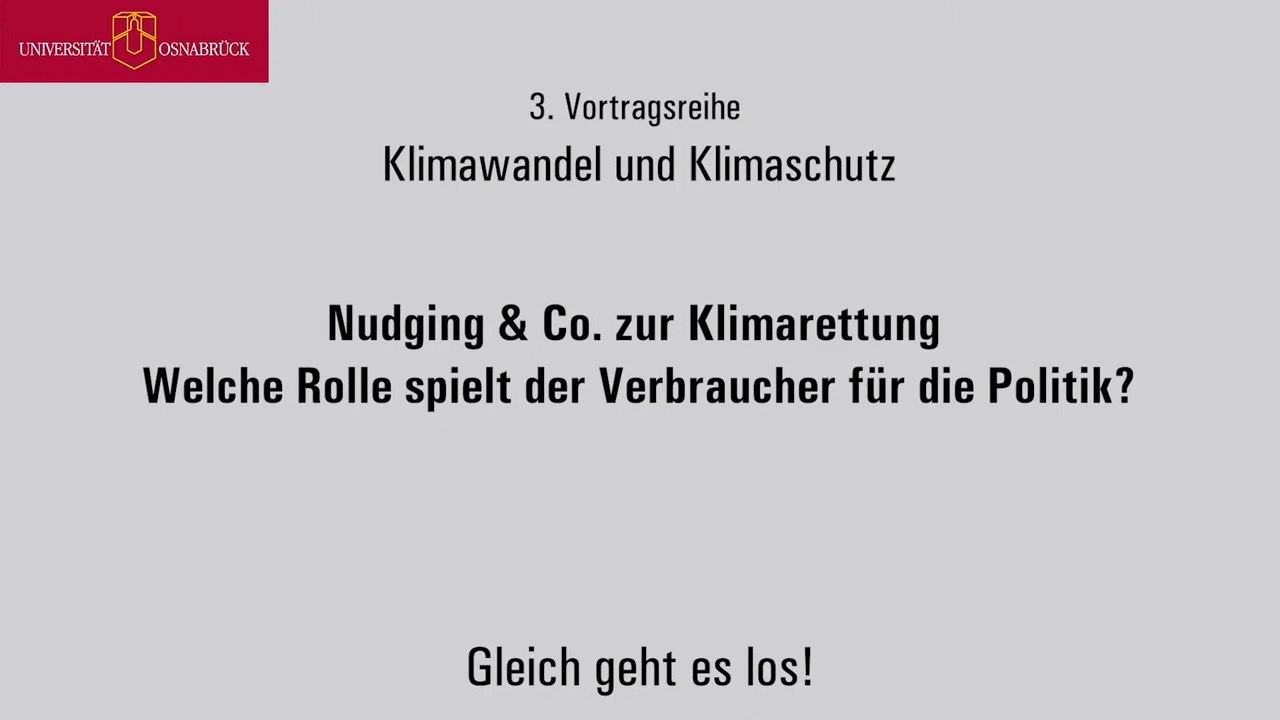 UNIVERSITÄT OSNABRÜCK
3. Vortragsreihe
Klimawandel und Klimaschutz
Nudging & Co. zur Klimarettung
Welche Rolle spielt der Verbraucher für die Politik?
Gleich geht es los!